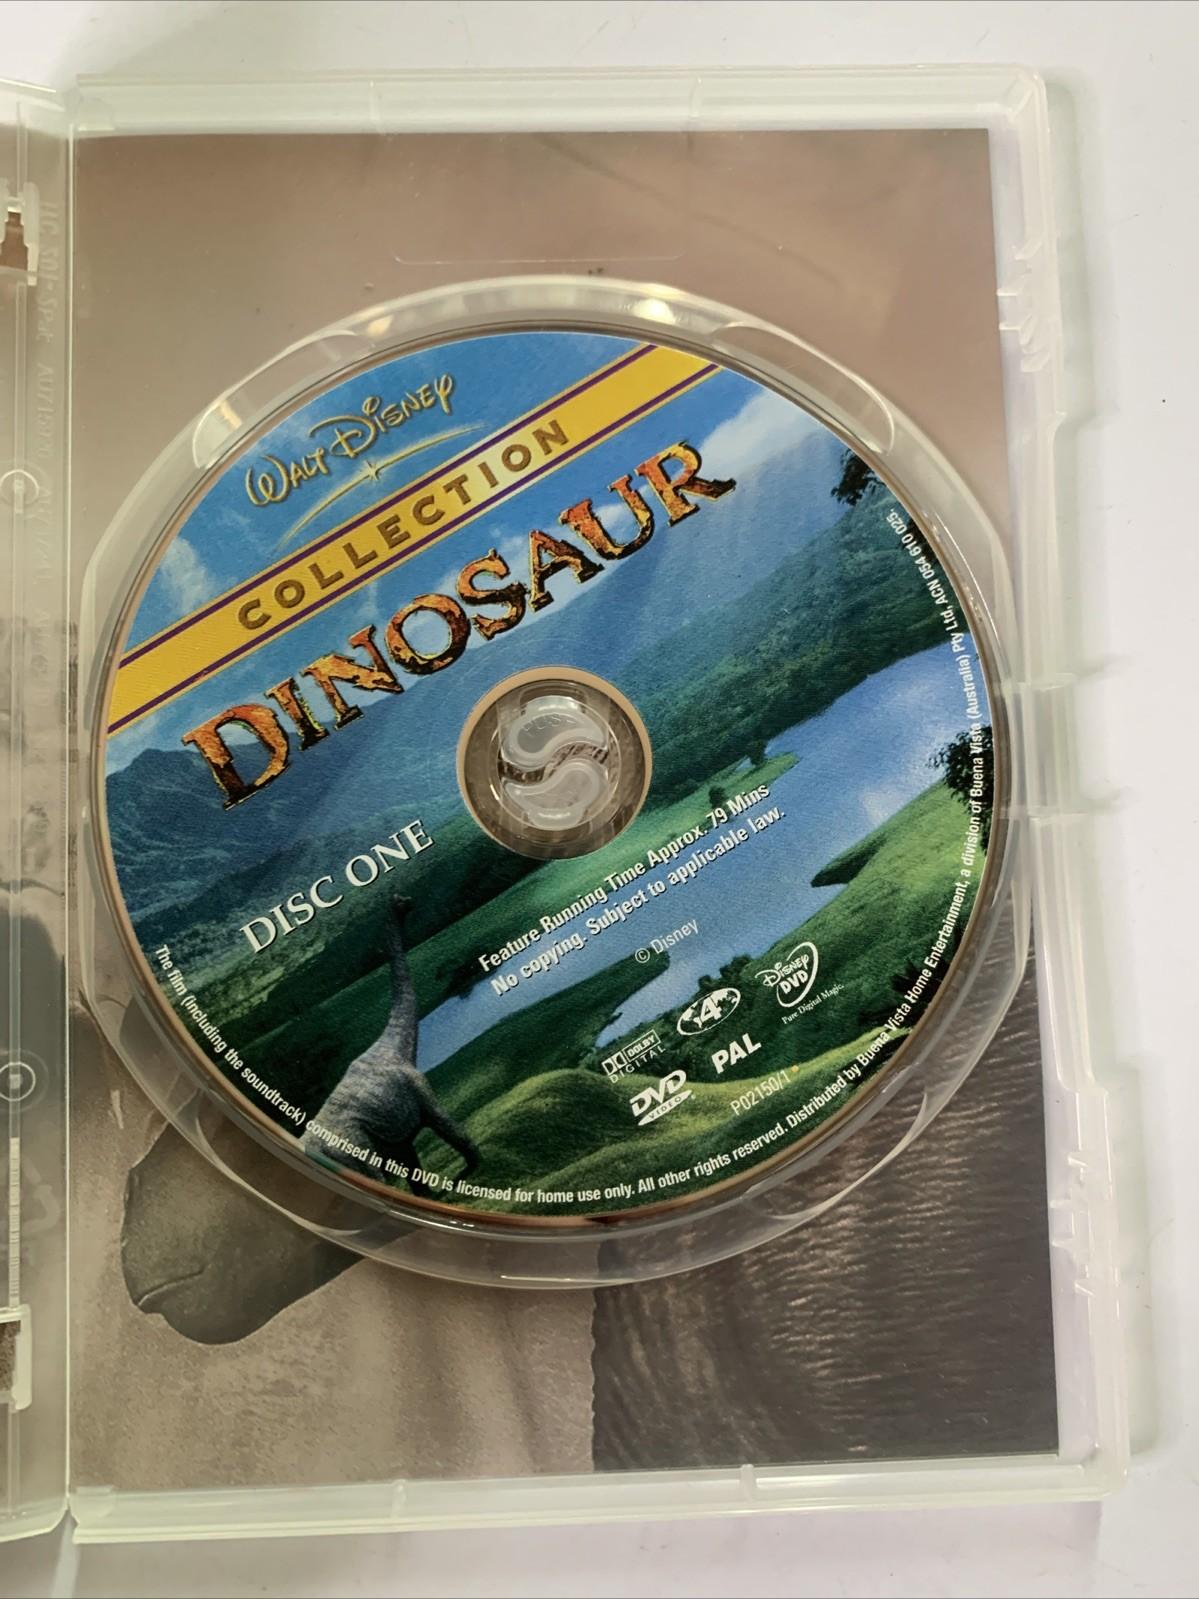 WALT DISNEY
COLLECTION
DINOSAUR
DISC ONE
Feature Running Time Approx. 79 Mins
No copying. Subject to applicable law.
© Disney
4
DISNEY
DVD
Pure Digital Magic.
DOLBY
DIGITAL
PAL
DVD
VIDEO
P02150/1
The film (including the soundtrack) comprised in this DVD is licensed for home use only. All other rights reserved. Distributed by Buena Vista Home Entertainment, a division of Buena Vista (Australia) Pty Ltd, ACN 054 610 025.